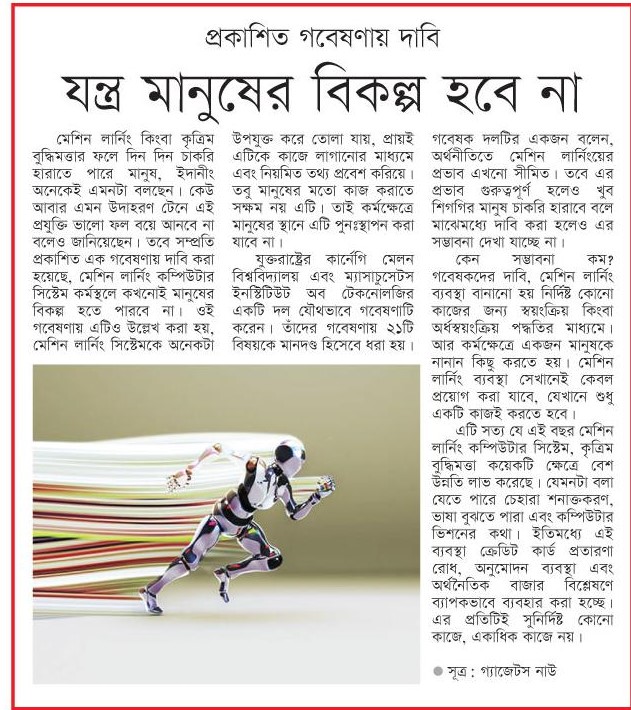 প্রকাশিত গবেষণায় দাবি
যন্ত্র মানুষের বিকল্প হবে না
মেশিন লার্নিং কিংবা কৃত্রিম
বুদ্ধিমত্তার ফলে দিন দিন চাকরি
হারাতে পারে মানুষ, ইদানীং
অনেকেই এমনটা বলছেন। কেউ
আবার এমন উদাহরণ টেনে এই
প্রযুক্তি ভালো ফল বয়ে আনবে না
বলেও জানিয়েছেন। তবে সম্প্রতি
প্রকাশিত এক গবেষণায় দাবি করা
হয়েছে, মেশিন লার্নিং কম্পিউটার
সিস্টেম কর্মস্থলে কখনোই মানুষের
বিকল্প হতে পারবে না। ওই
গবেষণায় এটিও উল্লেখ করা হয়,
মেশিন লার্নিং সিস্টেমকে অনেকটা
উপযুক্ত করে তোলা যায়, প্রায়ই
এটিকে কাজে লাগানোর মাধ্যমে
এবং নিয়মিত তথ্য প্রবেশ করিয়ে।
তবু মানুষের মতো কাজ করাতে
সক্ষম নয় এটি। তাই কর্মক্ষেত্রে
মানুষের স্থানে এটি পুনঃস্থাপন করা
যাবে না।
যুক্তরাষ্ট্রের কার্নেগি মেলন
বিশ্ববিদ্যালয় এবং ম্যাসাচুসেটস
ইনস্টিটিউট অব টেকনোলজির
একটি দল যৌথভাবে গবেষণাটি
করেন। তাঁদের গবেষণায় ২১টি
বিষয়কে মানদণ্ড হিসেবে ধরা হয়।
গবেষক দলটির একজন বলেন,
অর্থনীতিতে মেশিন লার্নিংয়ের
প্রভাব এখনো সীমিত। তবে এর
প্রভাব গুরুত্বপূর্ণ হলেও খুব
শিগগির মানুষ চাকরি হারাবে বলে
মাঝেমধ্যে দাবি করা হলেও এর
সম্ভাবনা দেখা যাচ্ছে না।
কেন সম্ভাবনা কম?
গবেষকদের দাবি, মেশিন লার্নিং
ব্যবস্থা বানানো হয় নির্দিষ্ট কোনো
কাজের জন্য স্বয়ংক্রিয় কিংবা
অর্ধস্বয়ংক্রিয় পদ্ধতির মাধ্যমে।
আর কর্মক্ষেত্রে একজন মানুষকে
নানান কিছু করতে হয়। মেশিন
লার্নিং ব্যবস্থা সেখানেই কেবল
প্রয়োগ করা যাবে, যেখানে শুধু
একটি কাজই করতে হবে।
এটি সত্য যে এই বছর মেশিন
লার্নিং কম্পিউটার সিস্টেম, কৃত্রিম
বুদ্ধিমত্তা কয়েকটি ক্ষেত্রে বেশ
উন্নতি লাভ করেছে। যেমনটা বলা
যেতে পারে চেহারা শনাক্তকরণ,
ভাষা বুঝতে পারা এবং কম্পিউটার
ভিশনের কথা। ইতিমধ্যে এই
ব্যবস্থা ক্রেডিট কার্ড প্রতারণা
রোধ, অনুমোদন ব্যবস্থা এবং
অর্থনৈতিক বাজার বিশ্লেষণে
ব্যাপকভাবে ব্যবহার করা হচ্ছে।
এর প্রতিটিই সুনির্দিষ্ট কোনো
কাজে, একাধিক কাজে নয়।
● সূত্র : গ্যাজেটস নাউ